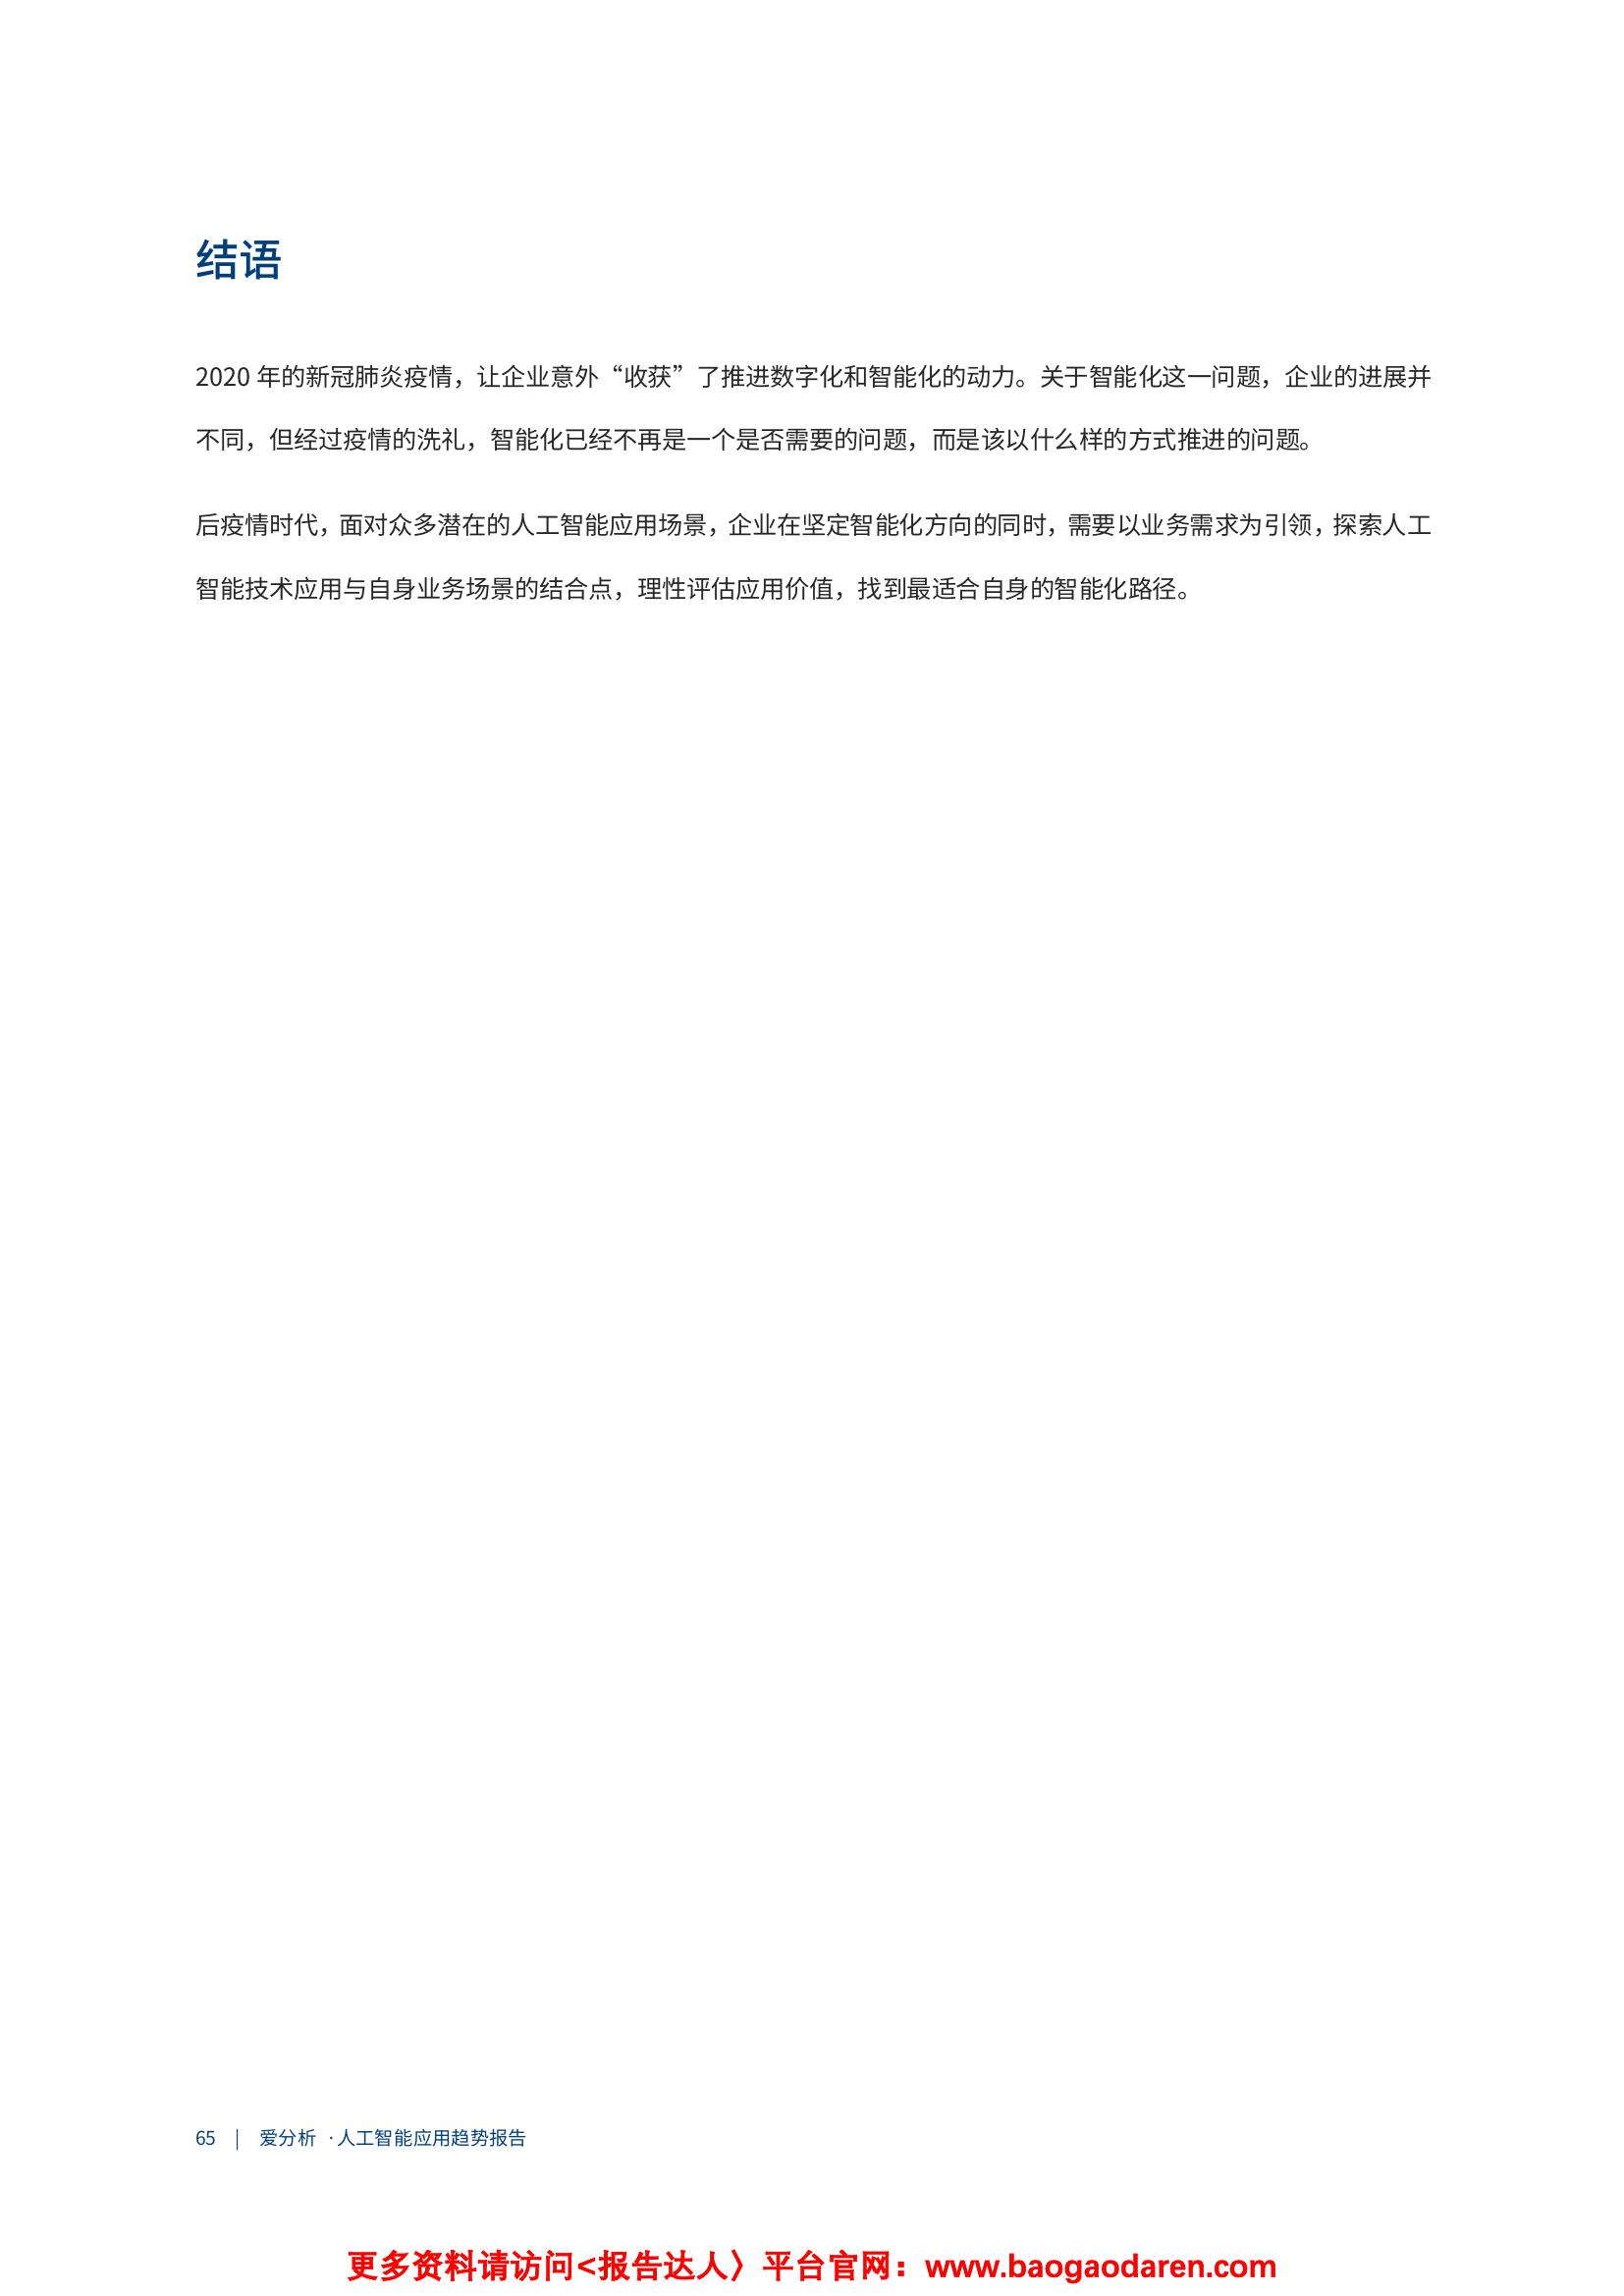 结语
2020 年的新冠肺炎疫情，让企业意外“收获”了推进数字化和智能化的动力。关于智能化这一问题，企业的进展并
不同，但经过疫情的洗礼，智能化已经不再是一个是否需要的问题，而是该以什么样的方式推进的问题。
后疫情时代，面对众多潜在的人工智能应用场景，企业在坚定智能化方向的同时，需要以业务需求为引领，探索人工
智能技术应用与自身业务场景的结合点，理性评估应用价值，找到最适合自身的智能化路径。
65 | 爱分析 ·人工智能应用趋势报告
更多资料请访问<报告达人〉平台官网：www.baogaodaren.com